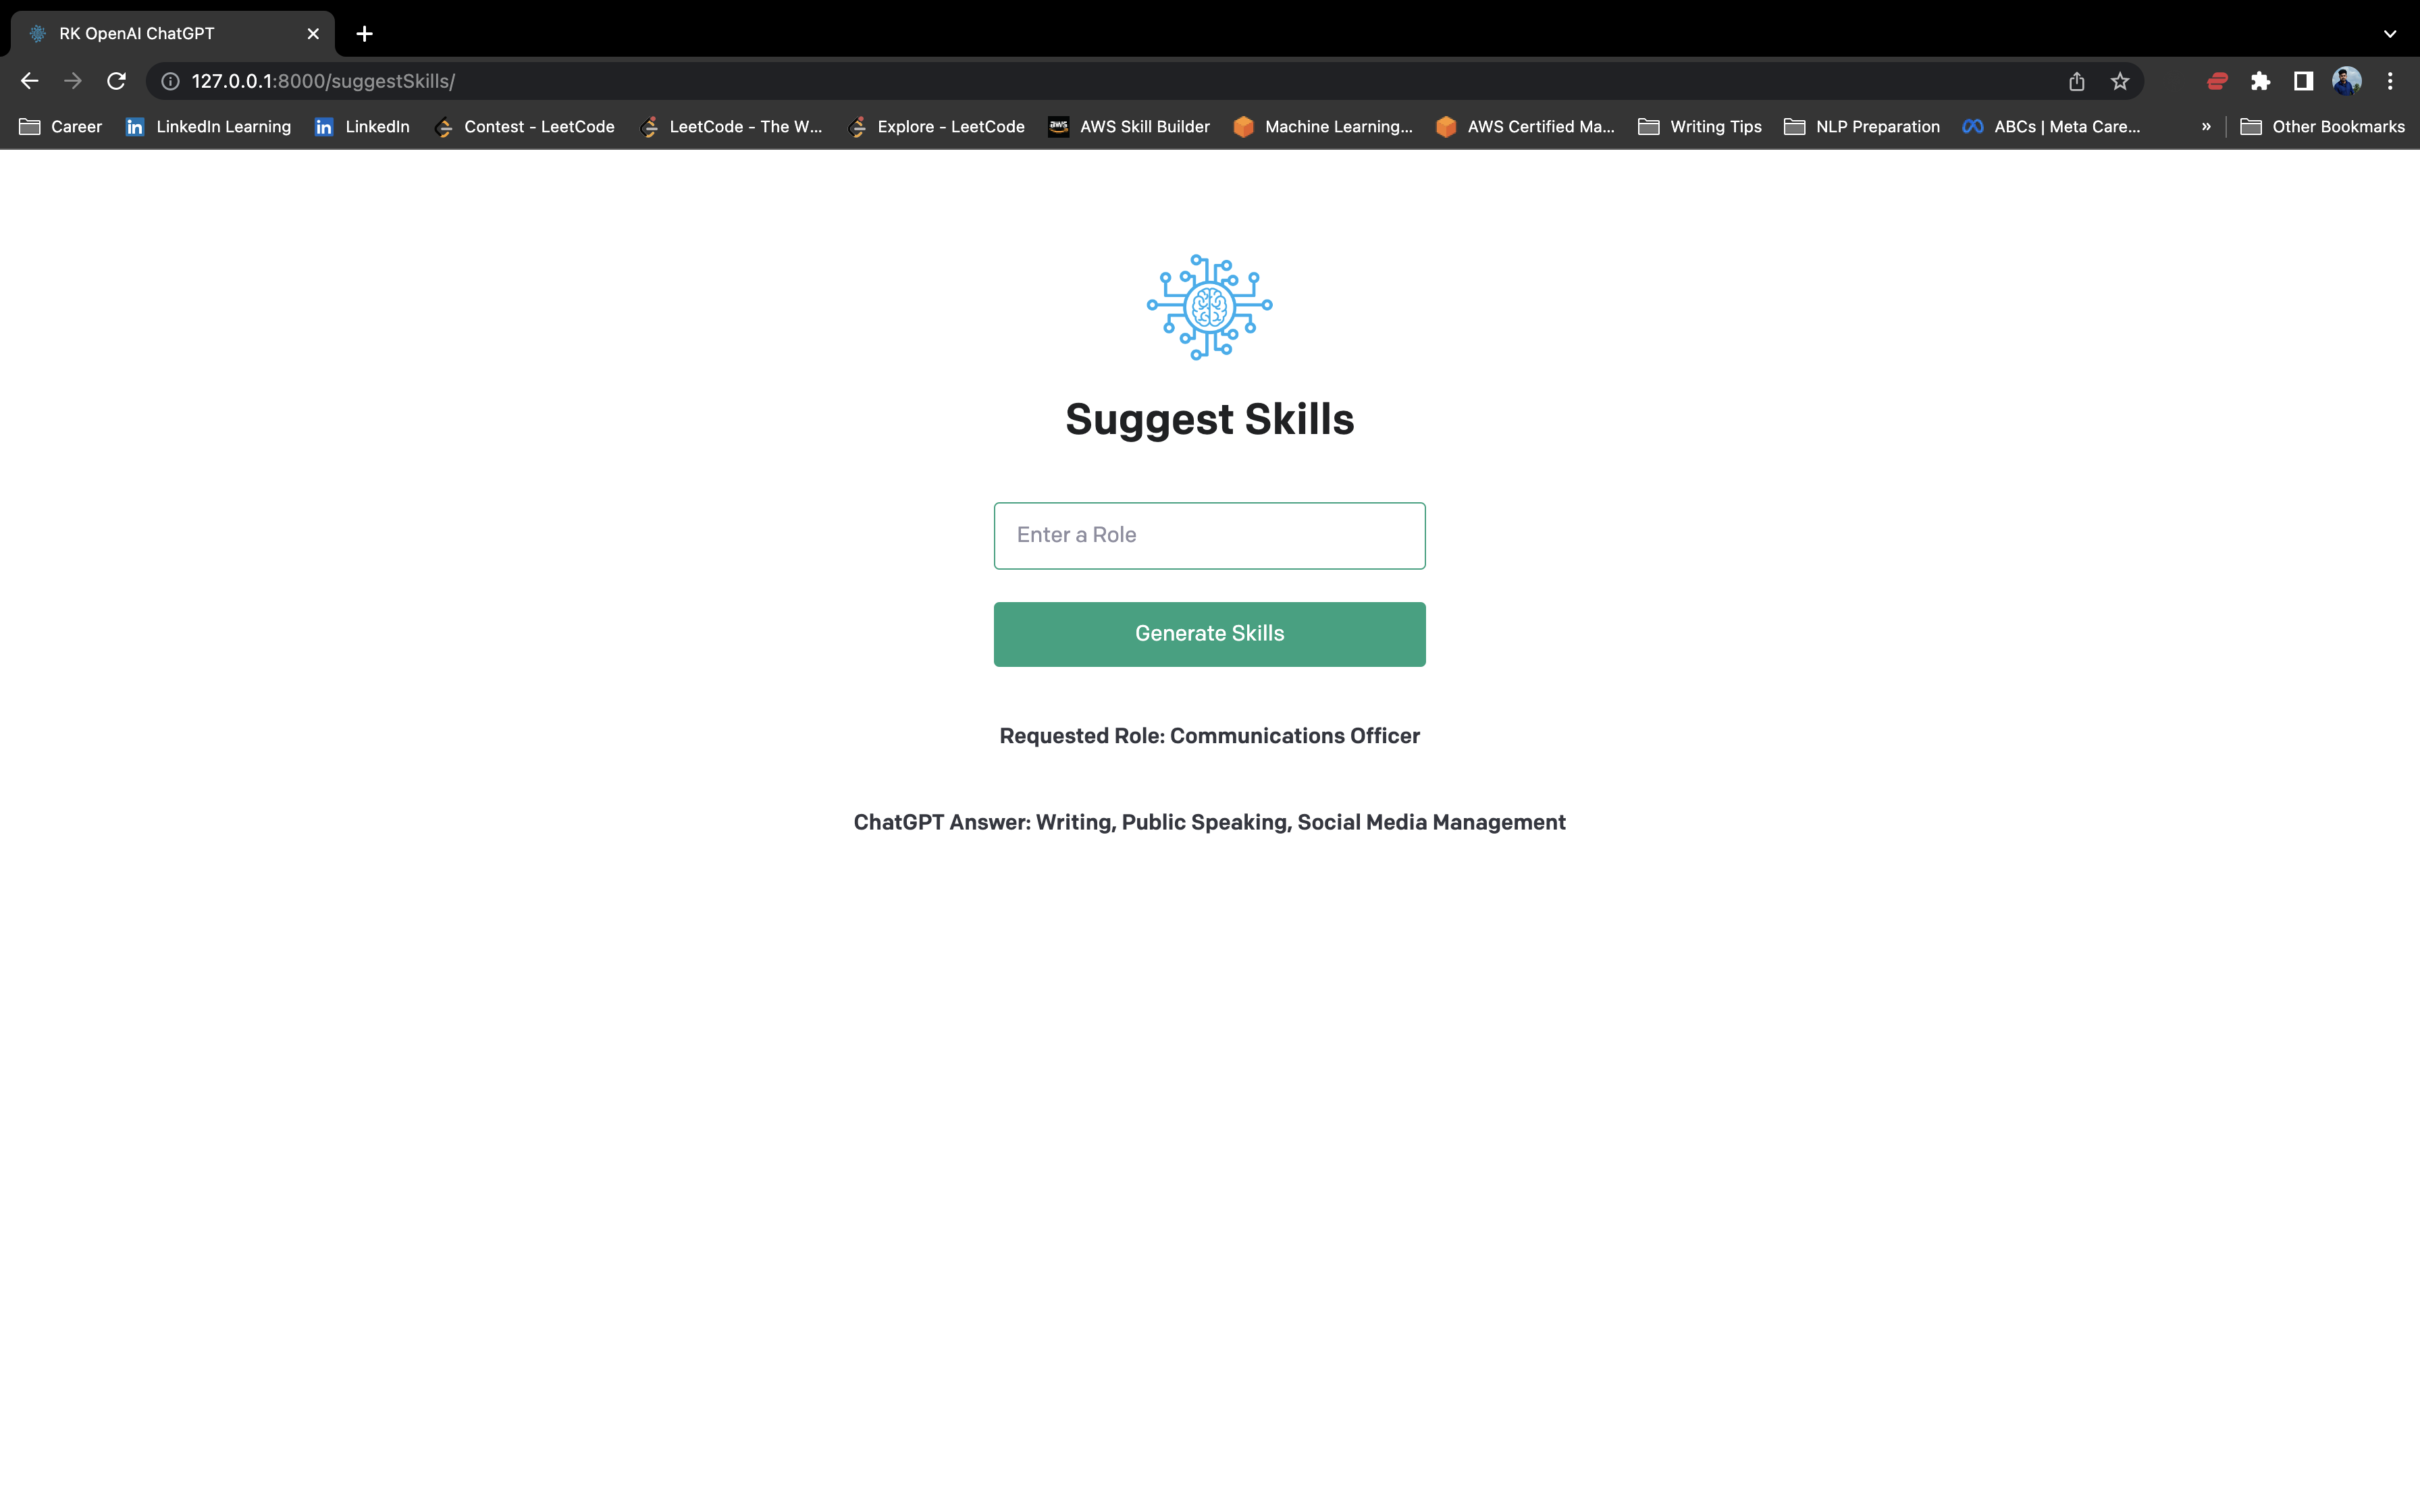 RK OpenAI ChatGPT
127.0.0.1:8000/suggestSkills/
Career LinkedIn Learning LinkedIn Contest - LeetCode LeetCode - The W... Explore - LeetCode AWS Skill Builder Machine Learning... AWS Certified Ma... Writing Tips NLP Preparation ABCs | Meta Care... » Other Bookmarks
Suggest Skills
Enter a Role
Generate Skills
Requested Role: Communications Officer
ChatGPT Answer: Writing, Public Speaking, Social Media Management